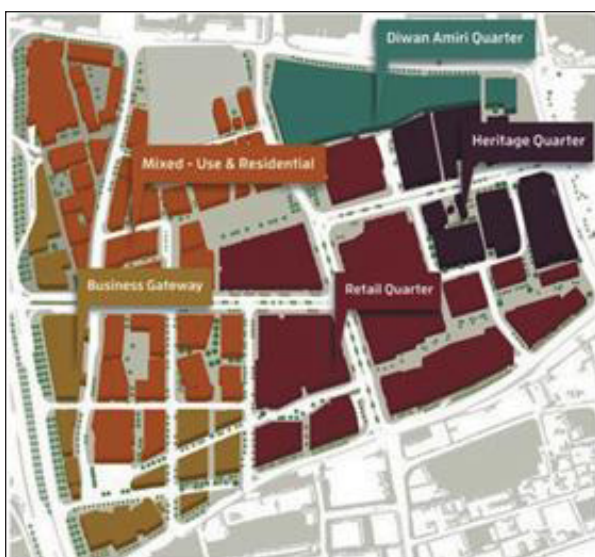 Diwan Amiri Quarter
Heritage Quarter
Mixed - Use & Residential
Business Gateway
Retail Quarter